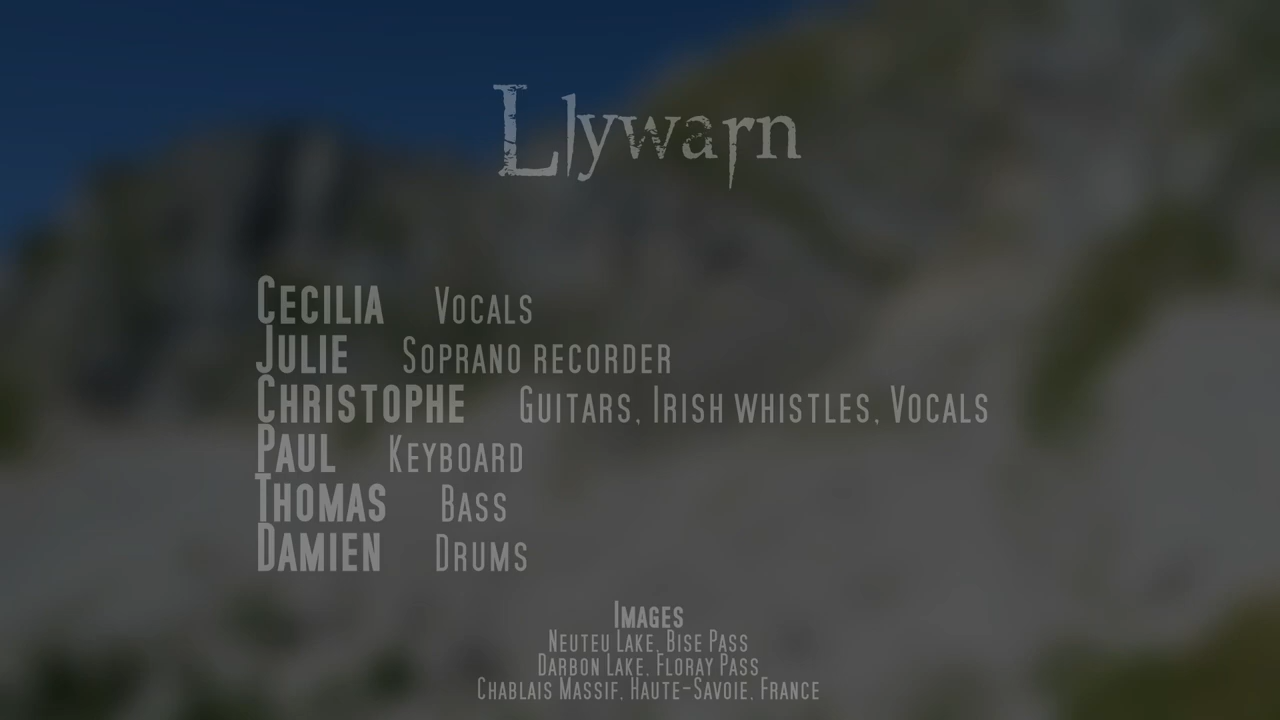 Llywarn
Cecilia Vocals
Julie Soprano recorder
Christophe Guitars, Irish whistles, Vocals
Paul Keyboard
Thomas Bass
Damien Drums
Images
Neuteu Lake, Bise Pass
Darbon Lake, Floray Pass
Chablais Massif, Haute-Savoie, France